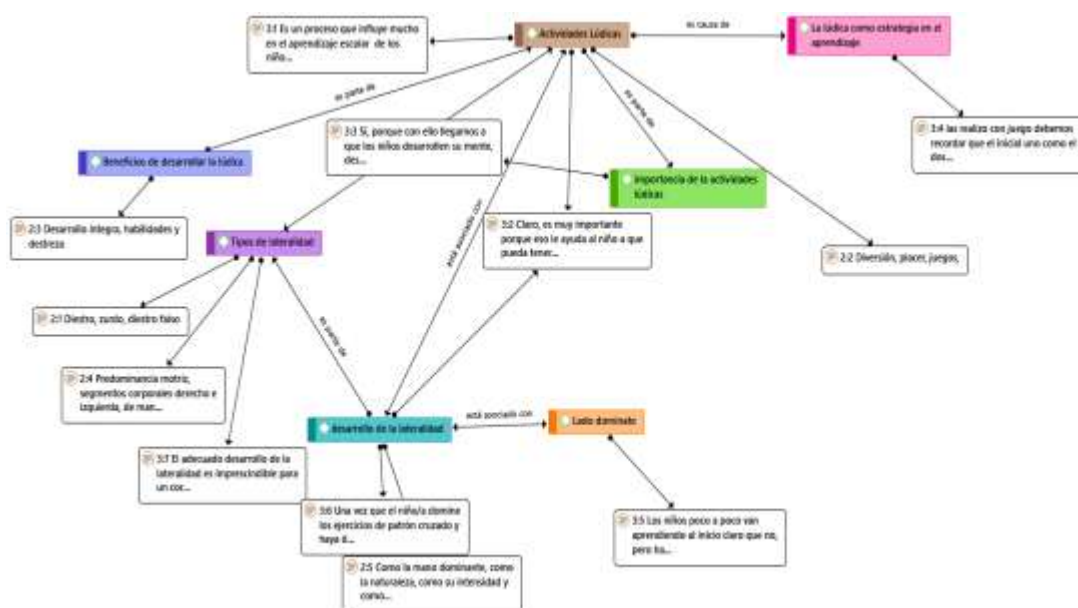 3:1 Es un proceso que influye mucho
en el aprendizaje escolar de los
niño...
Actividades Lúdicas
es causa de
La lúdica como estrategia en el
aprendizaje
es parte de
3:3 Sí, porque con ello llegamos a
que los niños desarrollen su mente,
des...
es parte de
3:4 las realizo con juego debemos
recordar que el inicial uno como el
dos...
Beneficios de desarrollar la lúdica
Importancia de la actividades
lúdicas
2:3 Desarrollo integro, habilidades y
destreza
Tipos de lateralidad
está asociado con
3:2 Claro, es muy importante
porque eso le ayuda al niño a que
pueda tener...
2:2 Diversión, placer, juegos,
2:1 Diestro, zurdo, diestro falso
es parte de
2:4 Predominancia motriz,
segmentos corporales derecho e
izquierda, de man...
desarrollo de la lateralidad
está asociado con
Lado dominate
3:7 El adecuado desarrollo de la
lateralidad es imprescindible para
un cor...
3:6 Una vez que el niño/a domina
los ejercicios de patrón cruzado y
haya d...
3:5 Los niños poco a poco van
aprendiendo al inicio claro que no,
pero ha...
2:5 Como la mano dominante, como
la naturaleza, como su intensidad y
como...